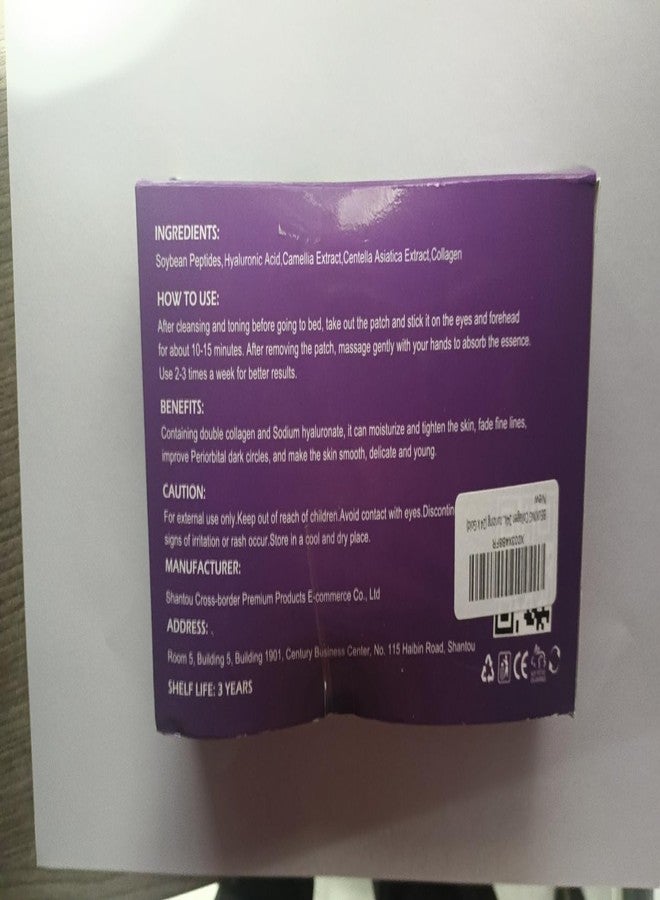 INGREDIENTS:
Soybean Peptides,Hyaluronic Acid,Camellia Extract,Centella Asiatica Extract,Collagen
HOW TO USE:
After cleansing and toning before going to bed, take out the patch and stick it on the eyes and forehead
for about 10-15 minutes. After removing the patch, massage gently with your hands to absorb the essence.
Use 2-3 times a week for better results.
BENEFITS:
Containing double collagen and Sodium hyaluronate, it can moisturize and tighten the skin, fade fine lines,
improve Periorbital dark circles, and make the skin smooth, delicate and young.
CAUTION:
For external use only.Keep out of reach of children.Avoid contact with eyes.Discontin
signs of irritation or rash occur.Store in a cool and dry place.
MANUFACTURER:
Shantou Cross-border Premium Products E-commerce Co., Ltd
ADDRESS:
Room 5, Building 5, Building 1901, Century Business Center, No. 115 Haibin Road, Shantou
SHELF LIFE: 3 YEARS
CE
New